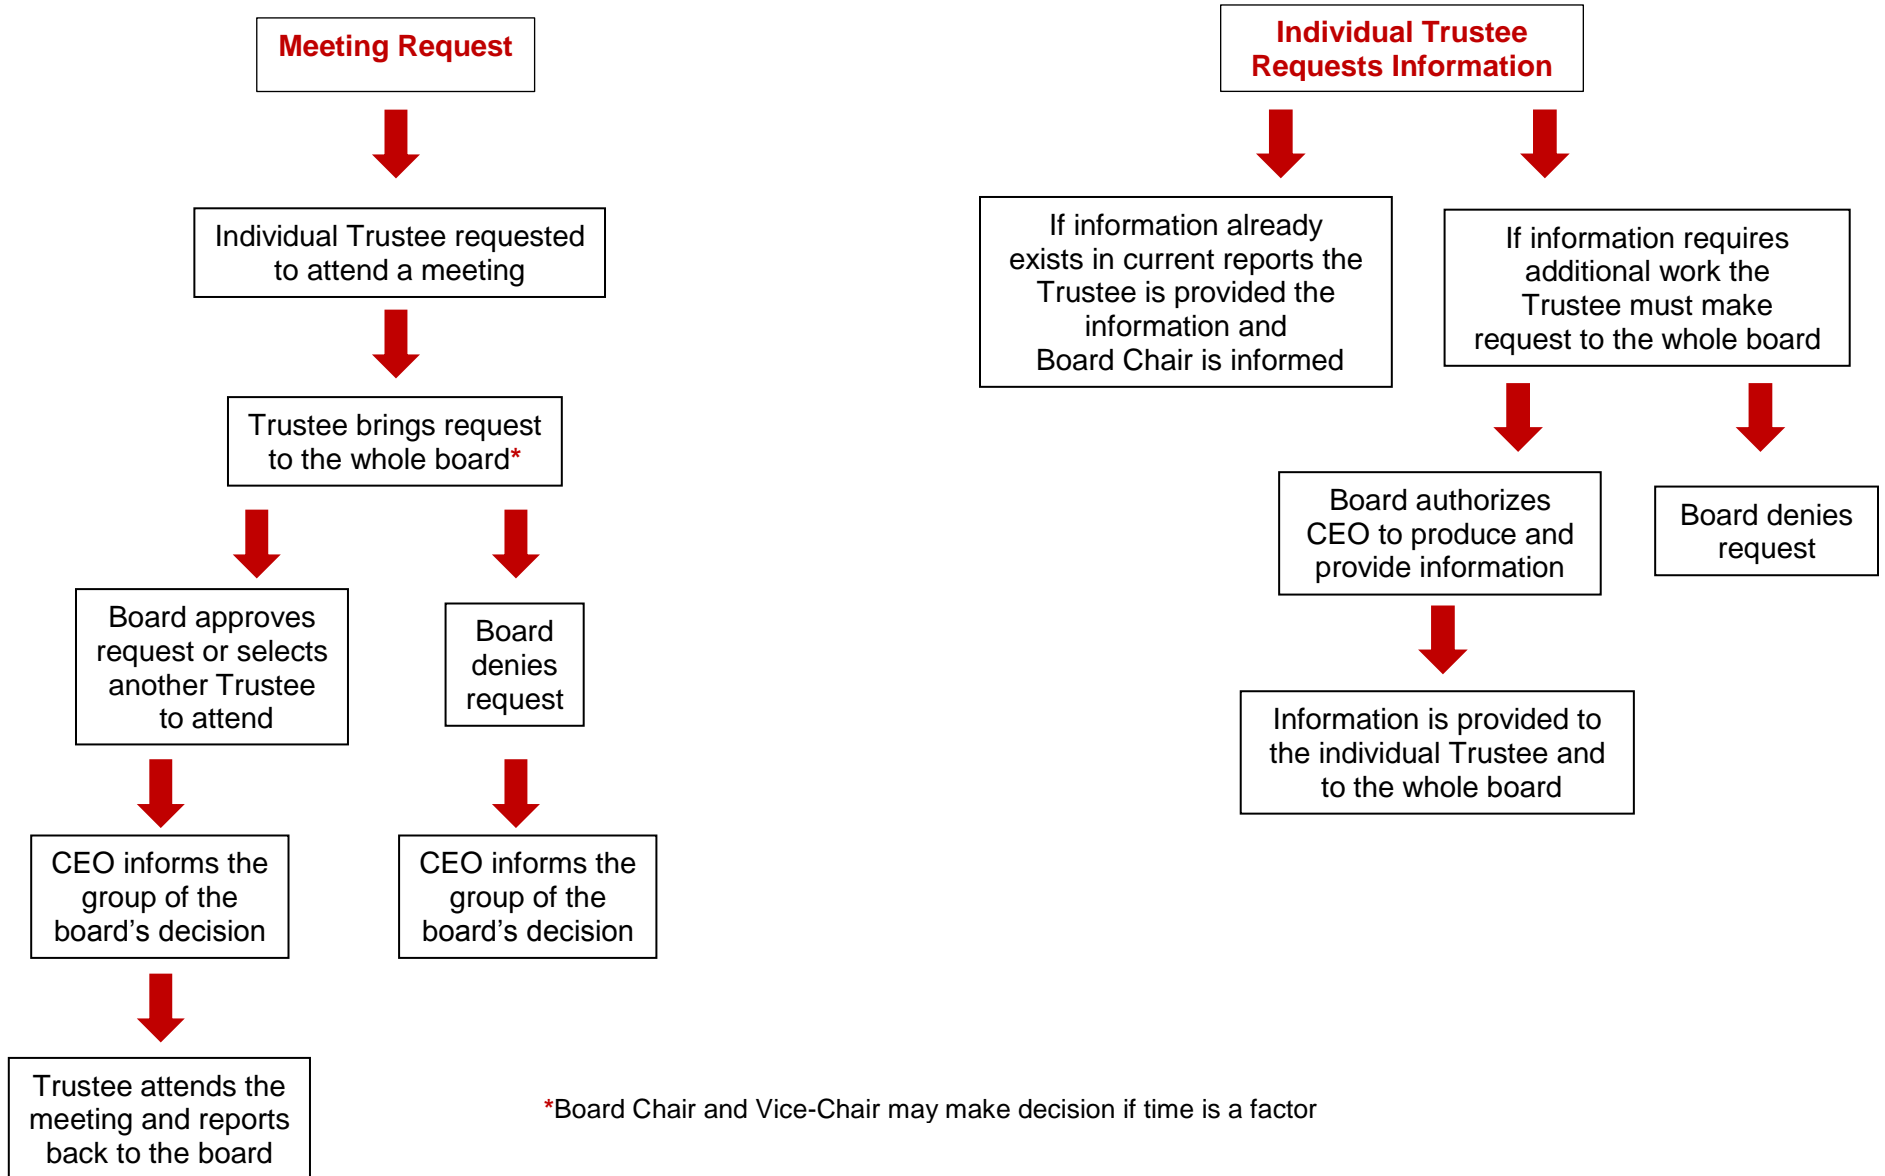 Meeting Request
Individual Trustee requested
to attend a meeting
Trustee brings request
to the whole board*
Board approves
request or selects
another Trustee
to attend
Board
denies
request
CEO informs the
group of the
board’s decision
CEO informs the
group of the
board’s decision
Trustee attends the
meeting and reports
back to the board
Individual Trustee
Requests Information
If information already
exists in current reports the
Trustee is provided the
information and
Board Chair is informed
If information requires
additional work the
Trustee must make
request to the whole board
Board authorizes
CEO to produce and
provide information
Board denies
request
Information is provided to
the individual Trustee and
to the whole board
*Board Chair and Vice-Chair may make decision if time is a factor